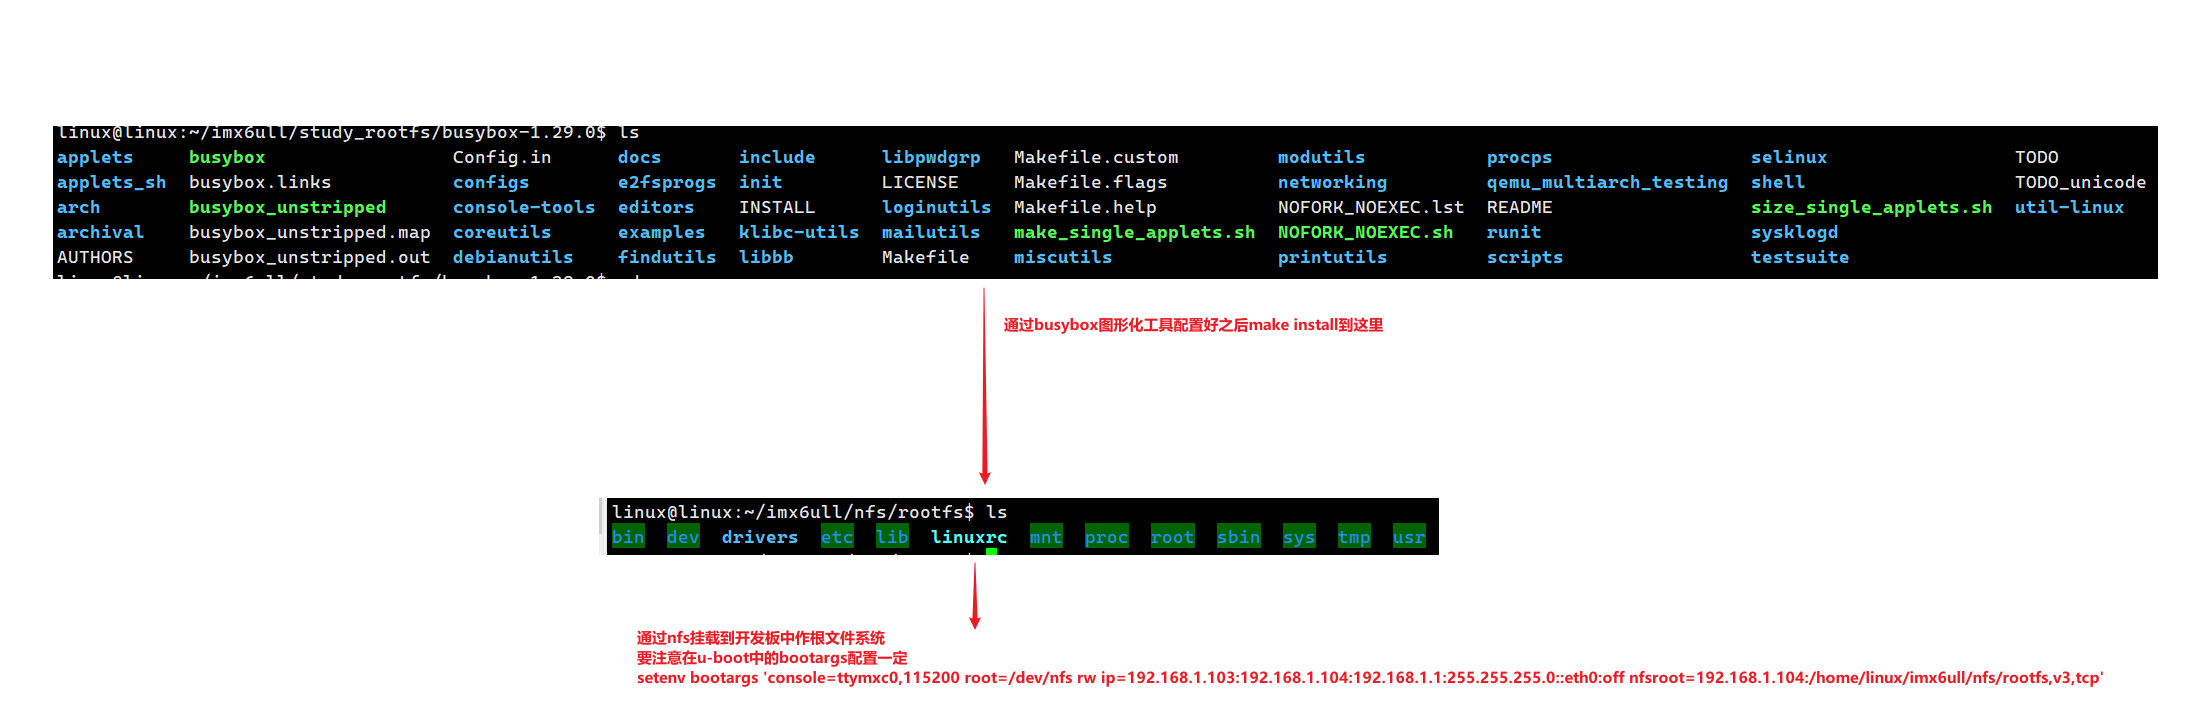 linux@linux:~/imx6ull/study_rootfs/busybox-1.29.0$ ls
applets busybox Config.in docs include libpwdgrp Makefile.custom modutils procps selinux TODO
applets_sh busybox.links configs e2fsprogs init LICENSE Makefile.flags networking qemu_multiarch_testing shell TODO_unicode
arch busybox_unstripped console-tools editors INSTALL loginutils Makefile.help NOFORK_NOEXEC.lst README size_single_applets.sh util-linux
archival busybox_unstripped.map coreutils examples klibc-utils mailutils make_single_applets.sh NOFORK_NOEXEC.sh runit sysklogd
AUTHORS busybox_unstripped.out debianutils findutils libbb Makefile miscutils printutils scripts testsuite
通过busybox图形化工具配置好之后make install到这里
linux@linux:~/imx6ull/nfs/rootfs$ ls
bin dev drivers etc lib linuxrc mnt proc root sbin sys tmp usr
通过nfs挂载到开发板中作根文件系统
要注意在u-boot中的bootargs配置一定
setenv bootargs 'console=ttymxc0,115200 root=/dev/nfs rw ip=192.168.1.103:192.168.1.104:192.168.1.1:255.255.255.0::eth0:off nfsroot=192.168.1.104:/home/linux/imx6ull/nfs/rootfs,v3,tcp'